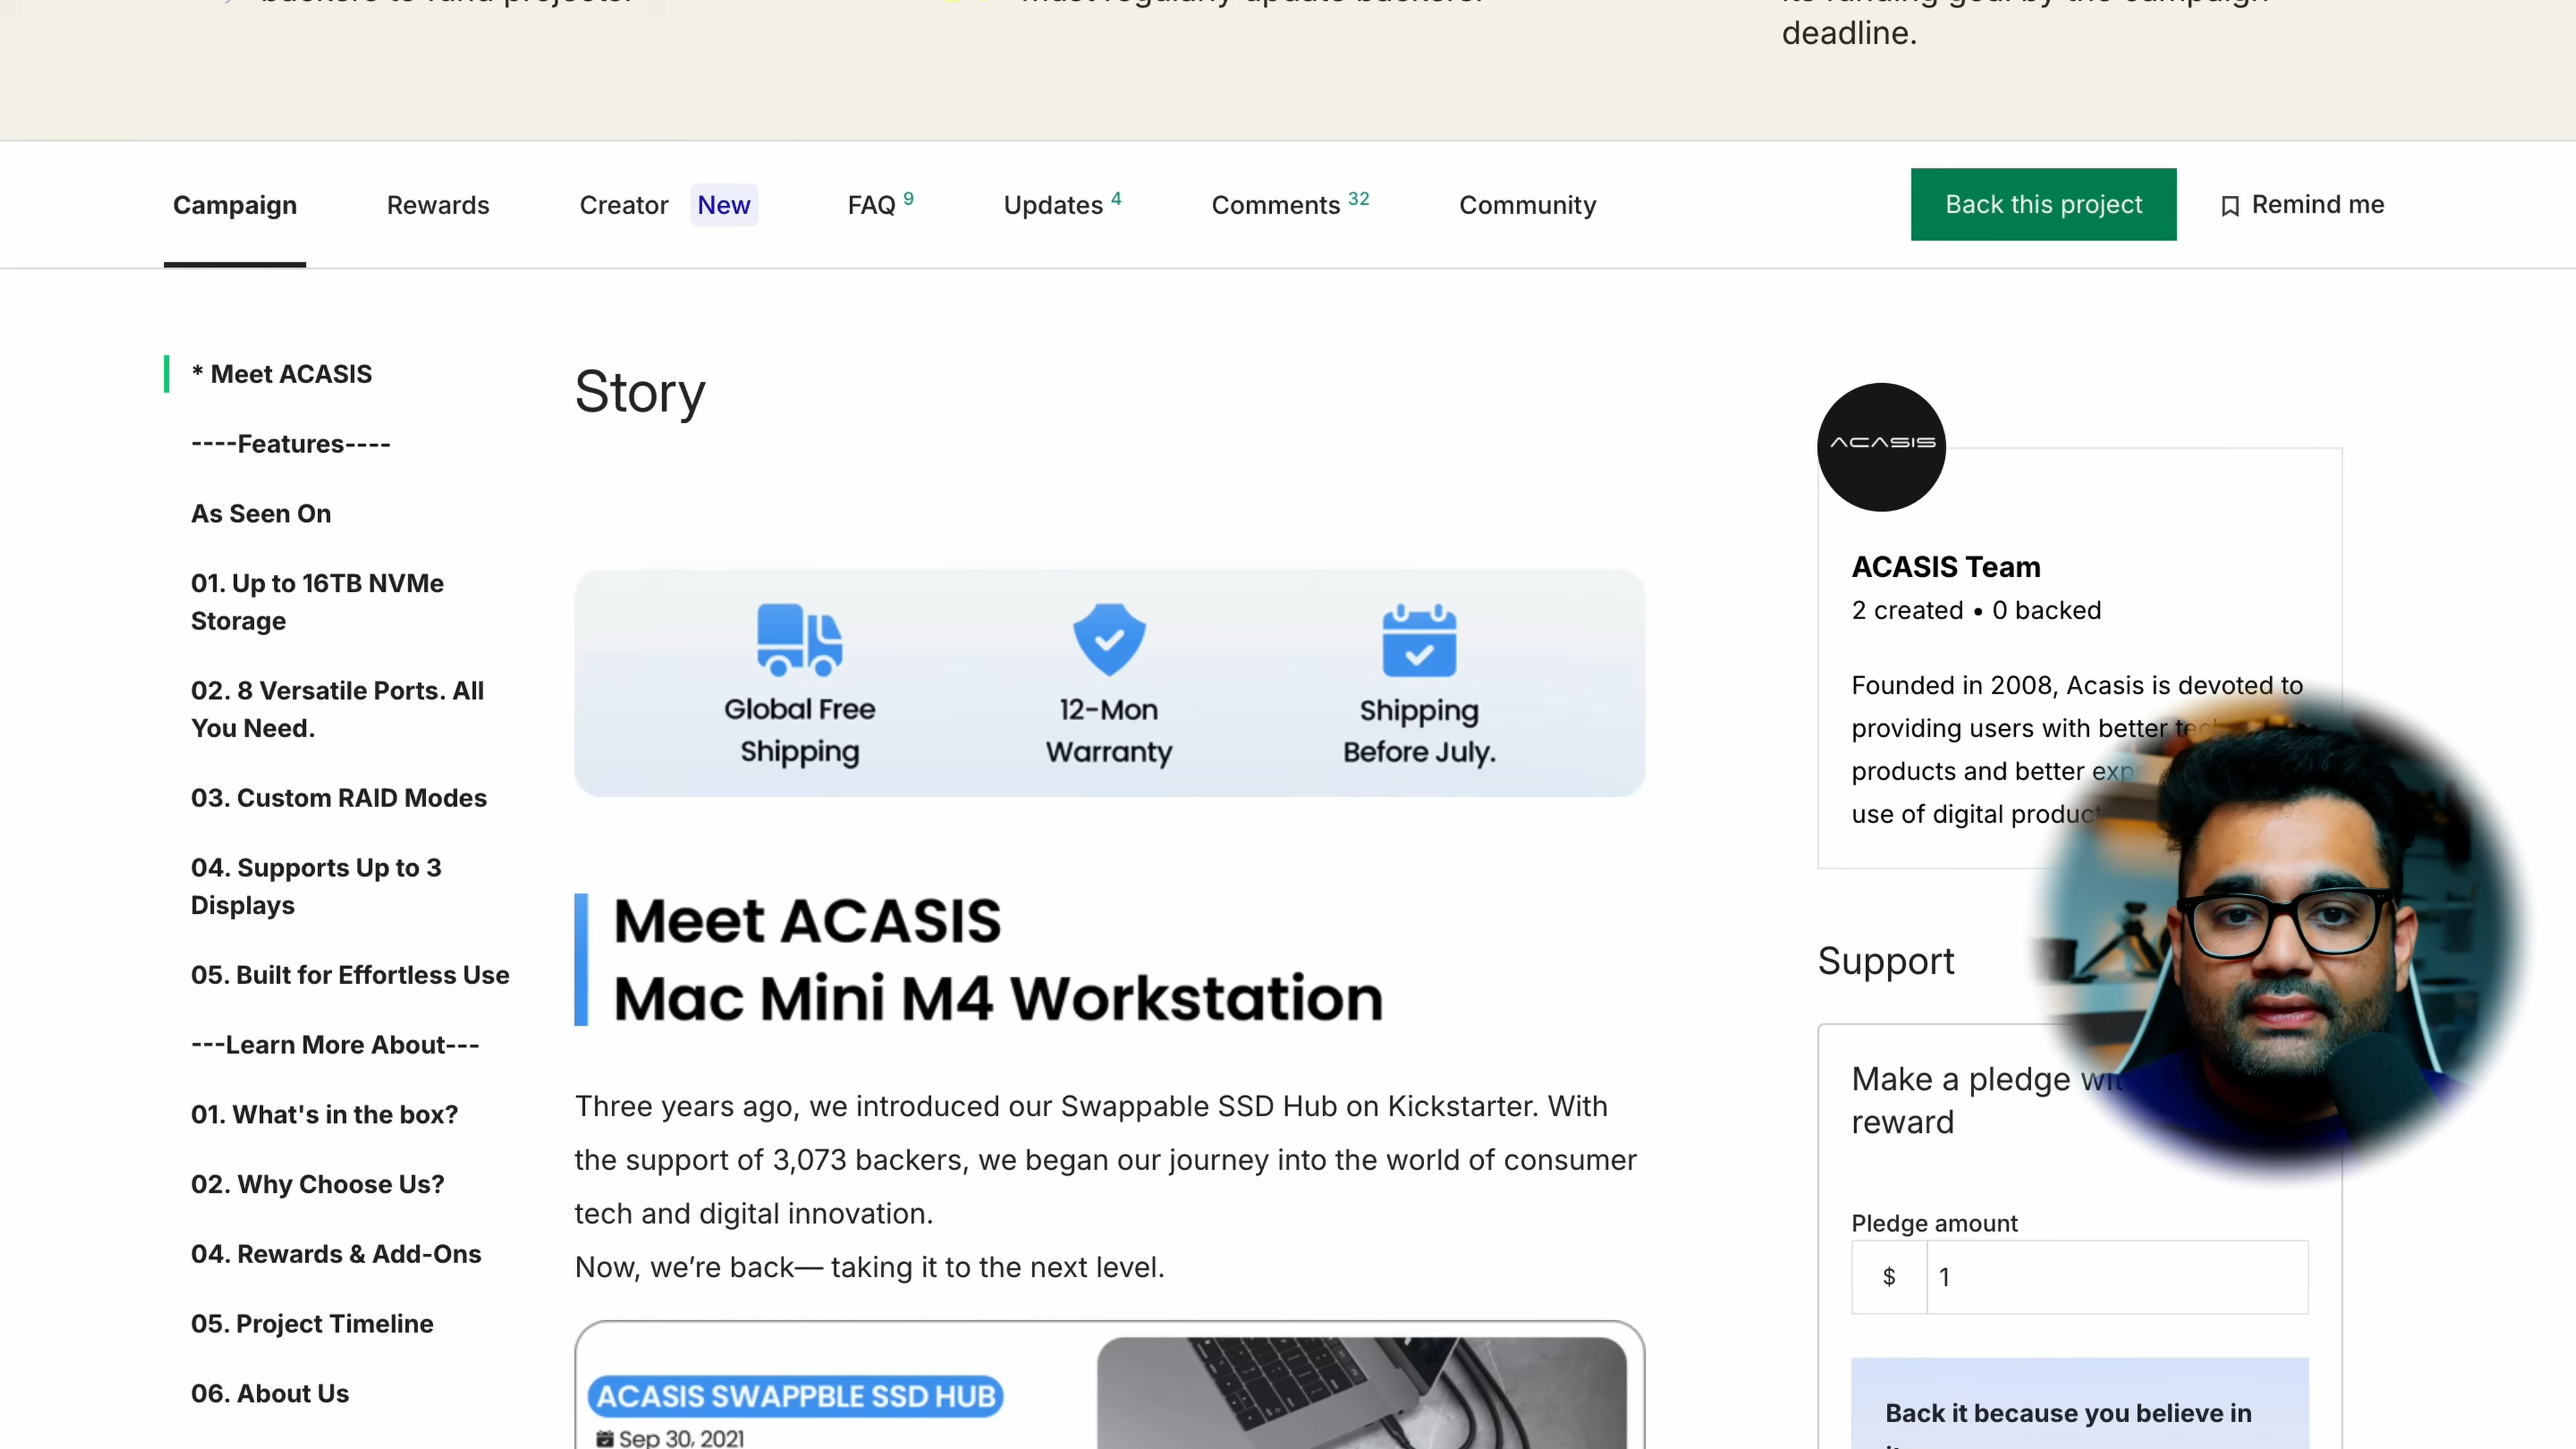 deadline.
Campaign
Rewards
Creator New
FAQ 9
Updates 4
Comments 32
Community
Back this project
Remind me
* Meet ACASIS
----Features----
As Seen On
01. Up to 16TB NVMe
Storage
02. 8 Versatile Ports. All
You Need.
03. Custom RAID Modes
04. Supports Up to 3
Displays
05. Built for Effortless Use
---Learn More About---
01. What's in the box?
02. Why Choose Us?
04. Rewards & Add-Ons
05. Project Timeline
06. About Us
Story
Global Free
Shipping
12-Mon
Warranty
Shipping
Before July.
Meet ACASIS
Mac Mini M4 Workstation
Three years ago, we introduced our Swappable SSD Hub on Kickstarter. With
the support of 3,073 backers, we began our journey into the world of consumer
tech and digital innovation.
Now, we’re back— taking it to the next level.
ACASIS SWAPPBLE SSD HUB
Sep 30, 2021
ACASIS
ACASIS Team
2 created • 0 backed
Founded in 2008, Acasis is devoted to
providing users with better
products and better
use of digital
Support
Make a pledge
reward
Pledge amount
$ 1
Back it because you believe in